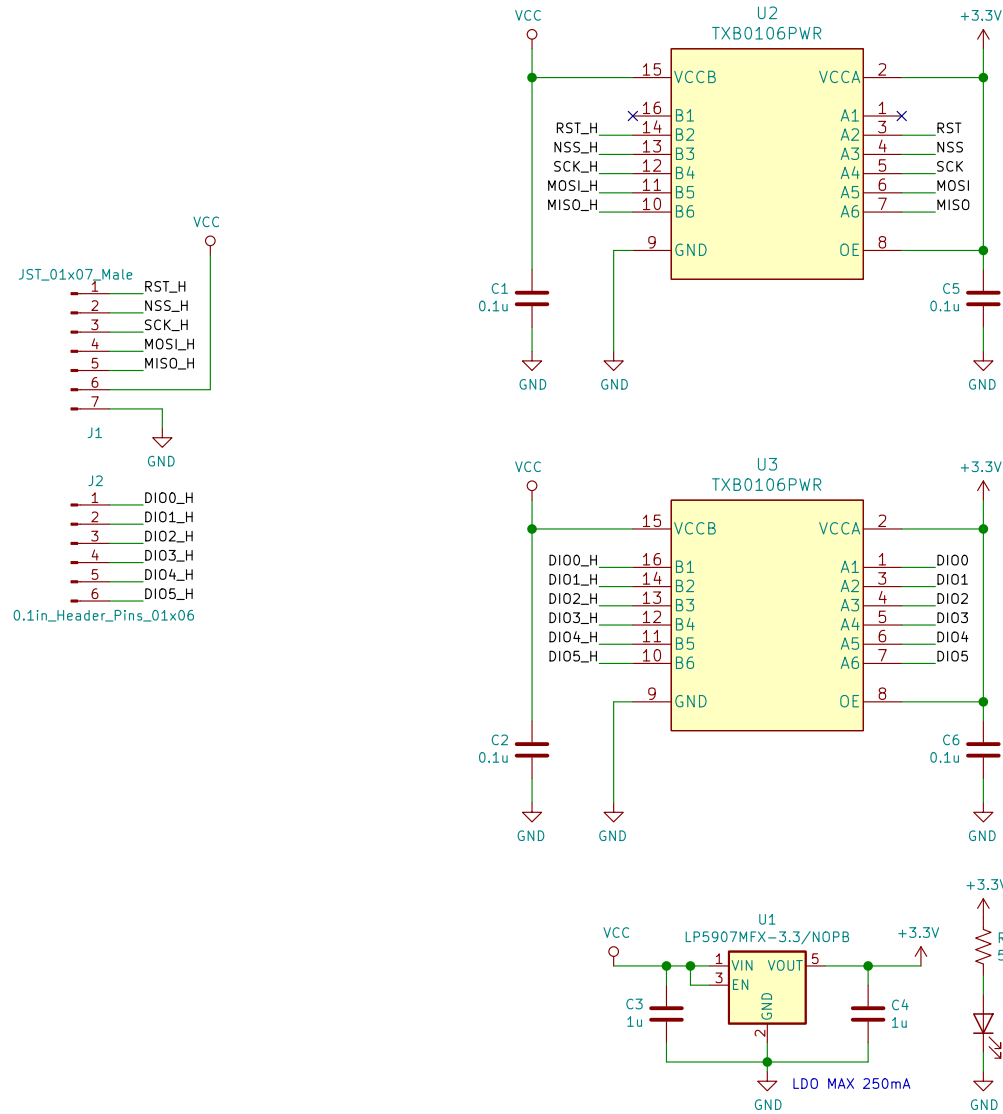 VCC
U2
TXB0106PWR
+3.3V
15 VCCB VCCA 2
16 B1 A1 1
RST_H 14 B2 A2 3 RST
NSS_H 13 B3 A3 4 NSS
SCK_H 12 B4 A4 5 SCK
MOSI_H 11 B5 A5 6 MOSI
MISO_H 10 B6 A6 7 MISO
9 GND OE 8
C1
0.1u
C5
0.1u
GND
GND
GND
VCC
JST_01x07_Male
1 RST_H
2 NSS_H
3 SCK_H
4 MOSI_H
5 MISO_H
6
7
J1
GND
J2
1 DIO0_H
2 DIO1_H
3 DIO2_H
4 DIO3_H
5 DIO4_H
6 DIO5_H
0.1in_Header_Pins_01x06
VCC
U3
TXB0106PWR
+3.3V
15 VCCB VCCA 2
DIO0_H 16 B1 A1 1 DIO0
DIO1_H 14 B2 A2 3 DIO1
DIO2_H 13 B3 A3 4 DIO2
DIO3_H 12 B4 A4 5 DIO3
DIO4_H 11 B5 A5 6 DIO4
DIO5_H 10 B6 A6 7 DIO5
9 GND OE 8
C2
0.1u
C6
0.1u
GND
GND
GND
VCC
U1
LP5907MFX-3.3/NOPB
+3.3V
1 VIN VOUT 5
3 EN
GND
2
C3
1u
C4
1u
GND
LDO MAX 250mA
+3.3V
R
GND